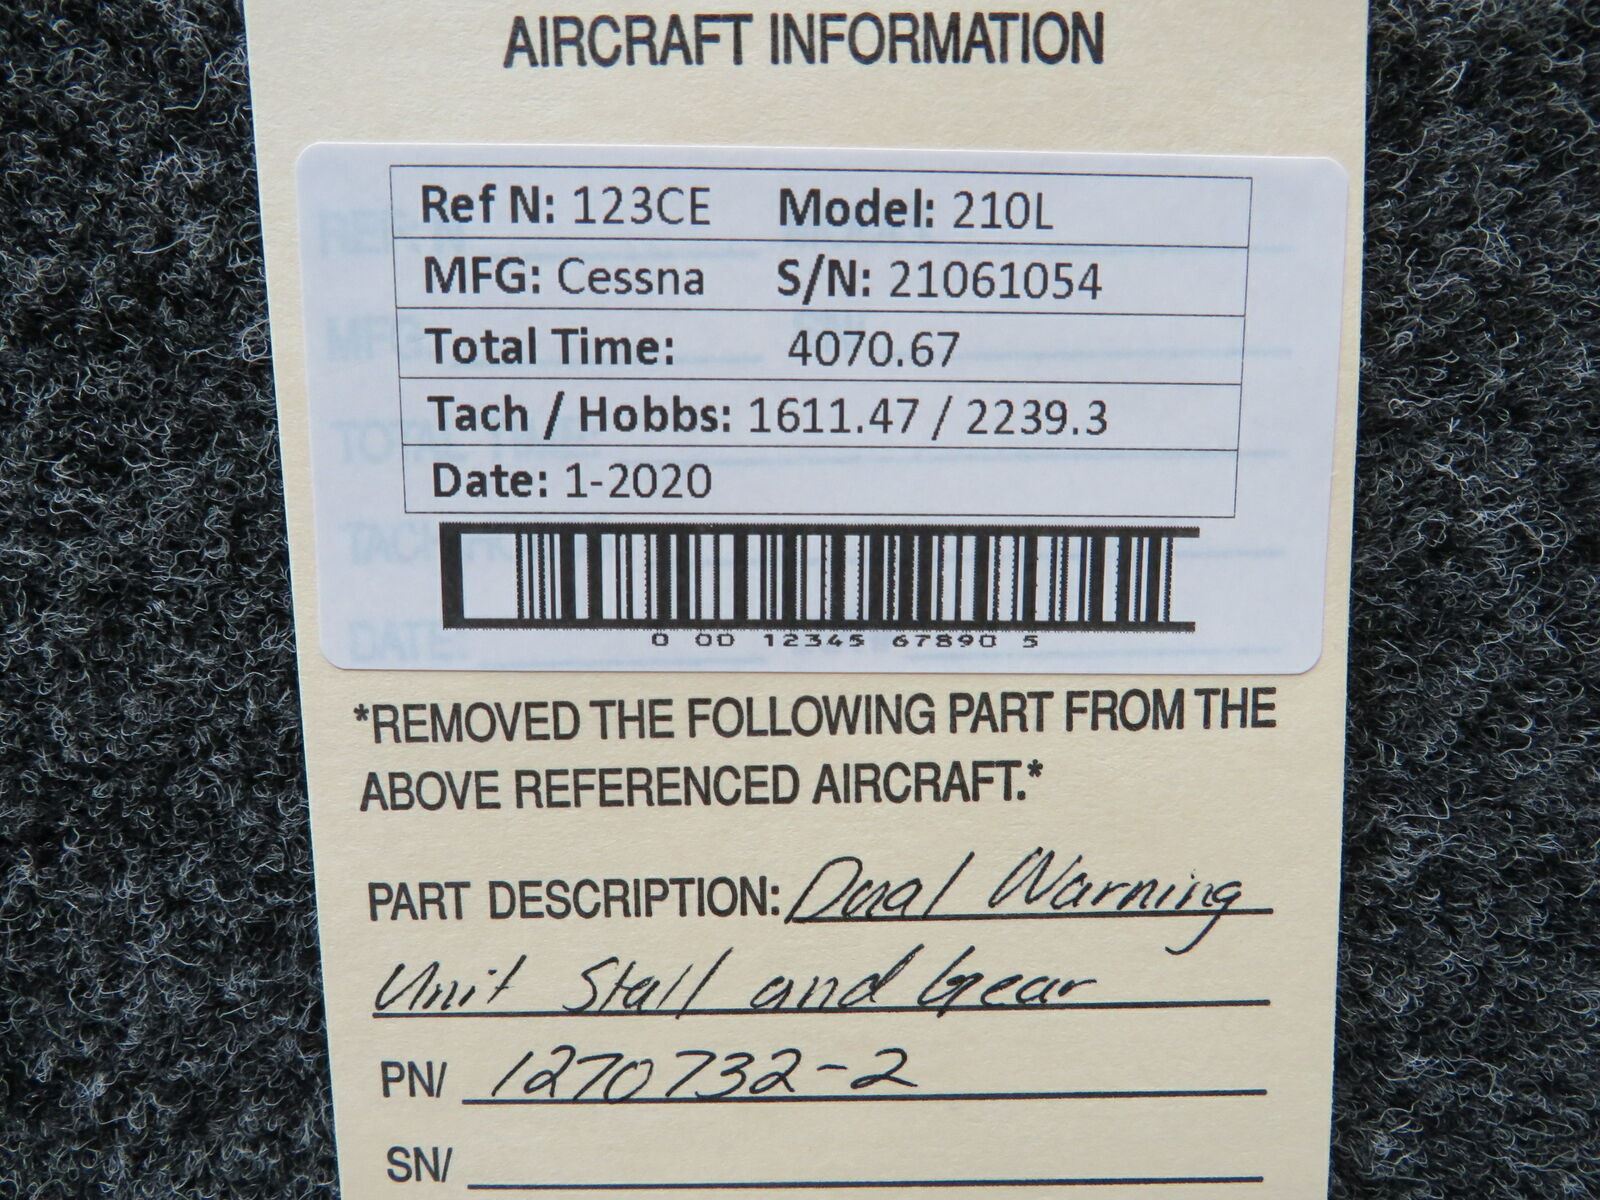 AIRCRAFT INFORMATION
Ref N: 123CE Model: 210L
MFG: Cessna S/N: 21061054
Total Time: 4070.67
Tach / Hobbs: 1611.47 / 2239.3
Date: 1-2020
0 00 12345 67890 5
*REMOVED THE FOLLOWING PART FROM THE
ABOVE REFERENCED AIRCRAFT.*
PART DESCRIPTION: Dual Warning
Unit Stall and Gear
PN/ 1270732-2
SN/